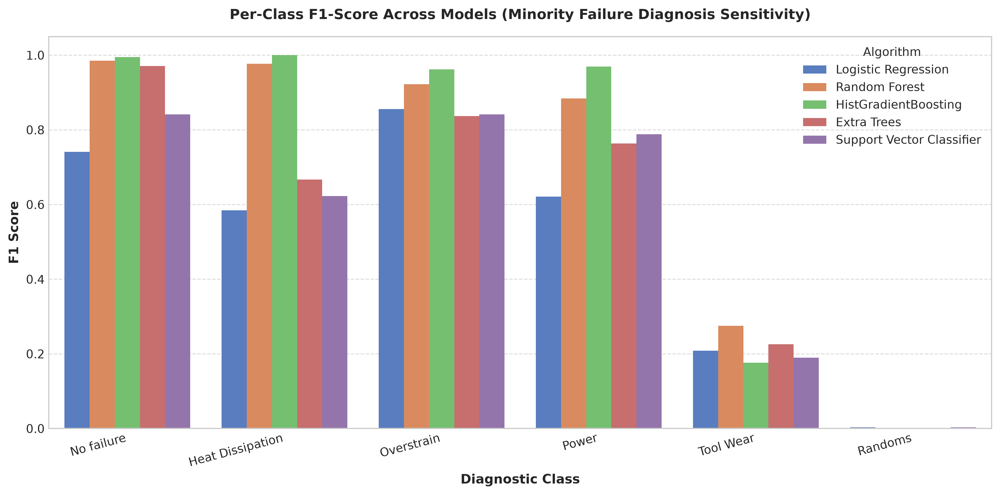 Per-Class F1-Score Across Models (Minority Failure Diagnosis Sensitivity)
F1 Score
1.0
0.8
0.6
0.4
0.2
0.0
Algorithm
Logistic Regression
Random Forest
HistGradientBoosting
Extra Trees
Support Vector Classifier
No failure
Heat Dissipation
Overstrain
Power
Tool Wear
Randoms
Diagnostic Class